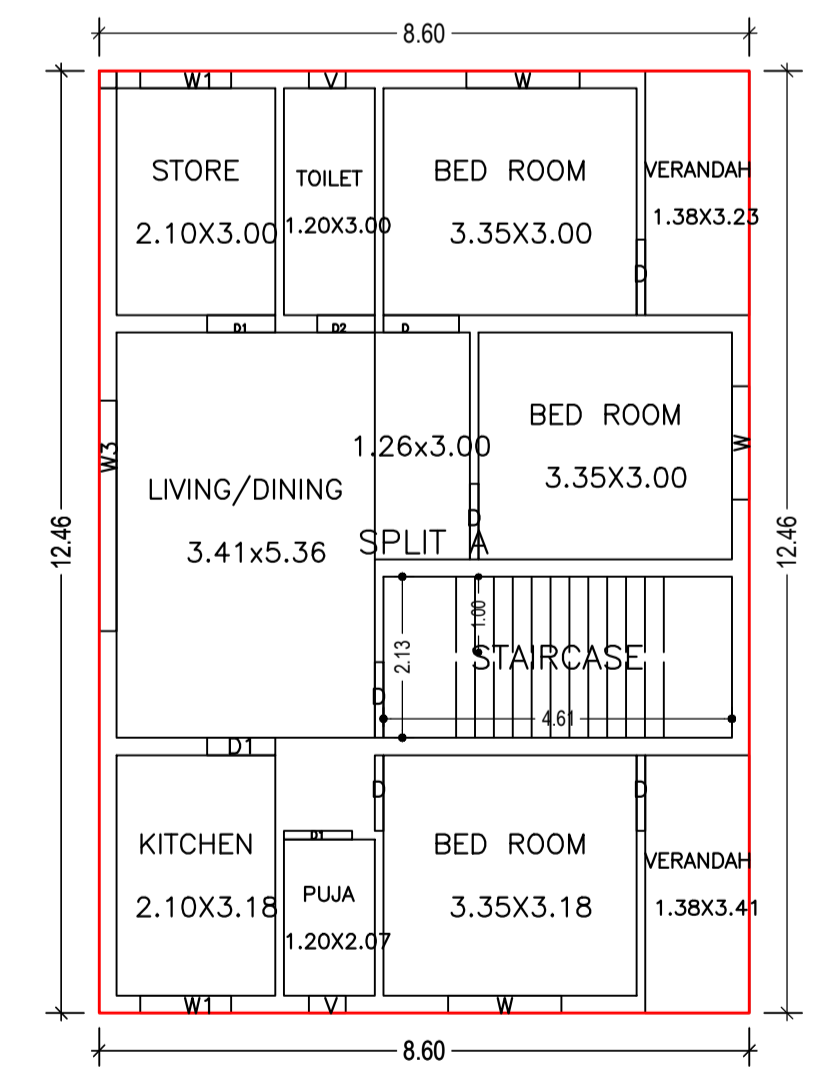 8.60
W1
V
W
STORE
2.10X3.00
TOILET
1.20X3.00
BED ROOM
3.35X3.00
VERANDAH
1.38X3.23
D
D1
D2
D
W3
LIVING/DINING
3.41x5.36
1.26x3.00
BED ROOM
3.35X3.00
W
D
SPLIT A
12.46
12.46
2.13
1.00
STAIRCASE
4.61
D
D1
D
D
KITCHEN
2.10X3.18
D1
PUJA
1.20X2.07
BED ROOM
3.35X3.18
VERANDAH
1.38X3.41
W1
V
W
8.60